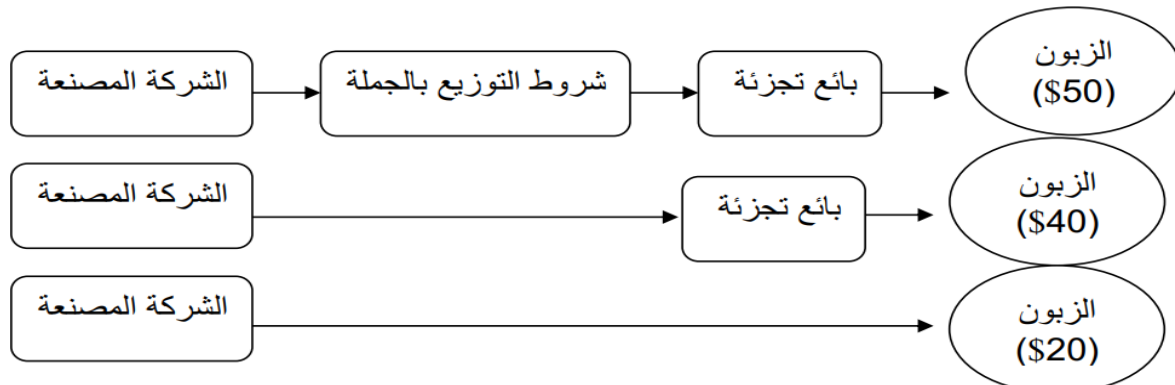 الشركة المصنعة
شروط التوزيع بالجملة
بائع تجزئة
الزبون
($50)
الشركة المصنعة
بائع تجزئة
الزبون
($40)
الشركة المصنعة
الزبون
($20)